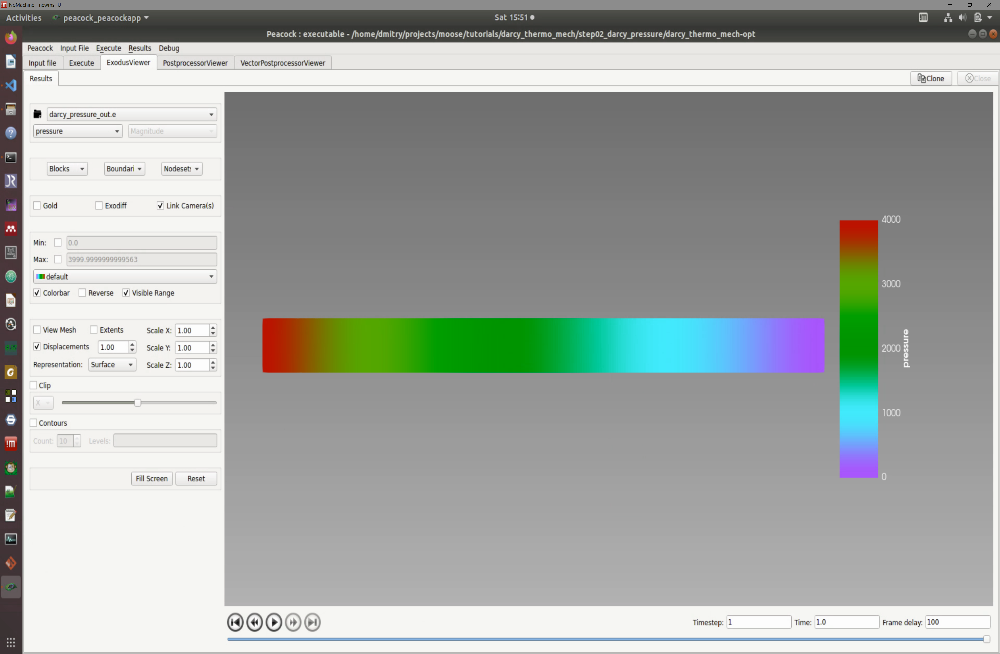 NoMachine - newmsi_U
Activities peacock_peacockapp Sat 15:51
Peacock : executable - /home/dmitry/projects/moose/tutorials/darcy_thermo_mech/step02_darcy_pressure/darcy_thermo_mech-opt
Peacock Input File Execute Results Debug
Input file Execute ExodusViewer PostprocessorViewer VectorPostprocessorViewer
Results Clone Close
darcy_pressure_out.e
pressure Magnitude
Blocks Boundari Nodesets
Gold Exodiff Link Camera(s)
Min: 0.0
Max: 3999.9999999999563
default
Colorbar Reverse Visible Range
View Mesh Extents Scale X: 1.00
Displacements 1.00 Scale Y: 1.00
Representation: Surface Scale Z: 1.00
Clip
X
Contours
Count: 10 Levels:
Fill Screen Reset
4000
3000
2000
1000
0
pressure
Timestep: 1 Time: 1.0 Frame delay: 100